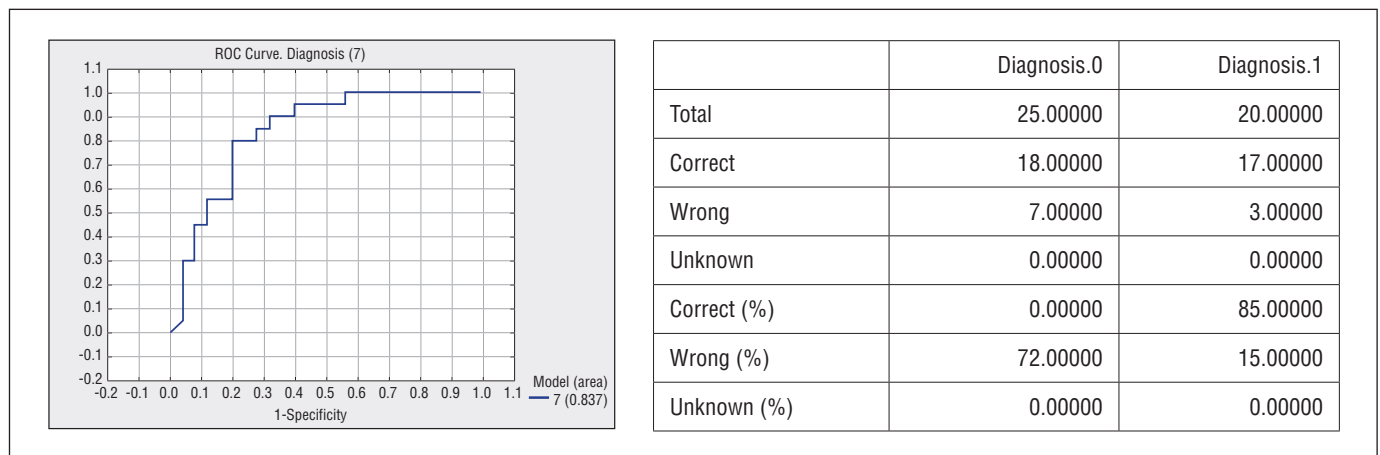 ROC Curve. Diagnosis (7)
1.1
1.0
0.0
0.8
0.7
0.6
0.5
0.4
0.3
0.2
0.1
0.0
-0.1
-0.2
-0.2 -0.1 0.0 0.1 0.2 0.3 0.4 0.5 0.6 0.7 0.8 0.9 1.0 1.1
1-Specificity
Model (area)
7 (0.837)
Diagnosis.0 Diagnosis.1
Total 25.00000 20.00000
Correct 18.00000 17.00000
Wrong 7.00000 3.00000
Unknown 0.00000 0.00000
Correct (%) 0.00000 85.00000
Wrong (%) 72.00000 15.00000
Unknown (%) 0.00000 0.00000